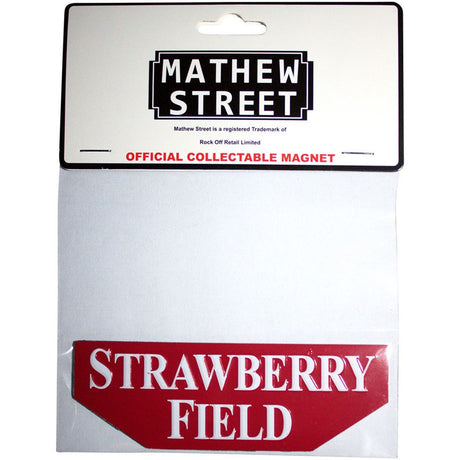 MATHEW
STREET
Mathew Street is a registered Trademark of
Rock Off Retail Limited
OFFICIAL COLLECTABLE MAGNET
STRAWBERRY
FIELD